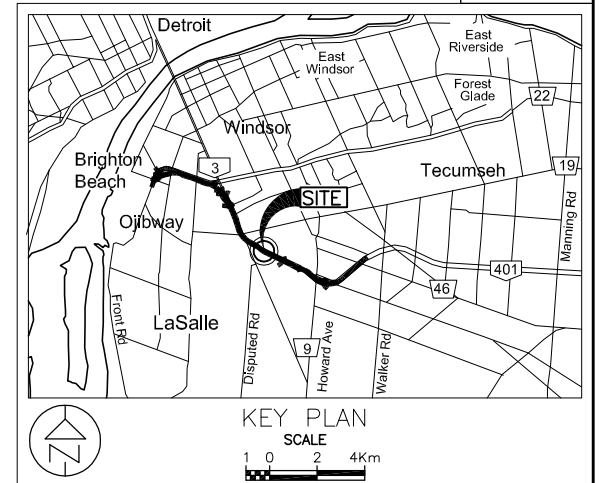 Detroit
East
Riverside
East
Windsor
Forest
Glade
22
Windsor
Brighton
Beach
3
Tecumseh
19
SITE
Ojibway
Manning Rd
401
46
Front Rd
LaSalle
Disputed Rd
9
Howard Ave
Walker Rd
N
KEY PLAN
SCALE
1 0 2 4Km